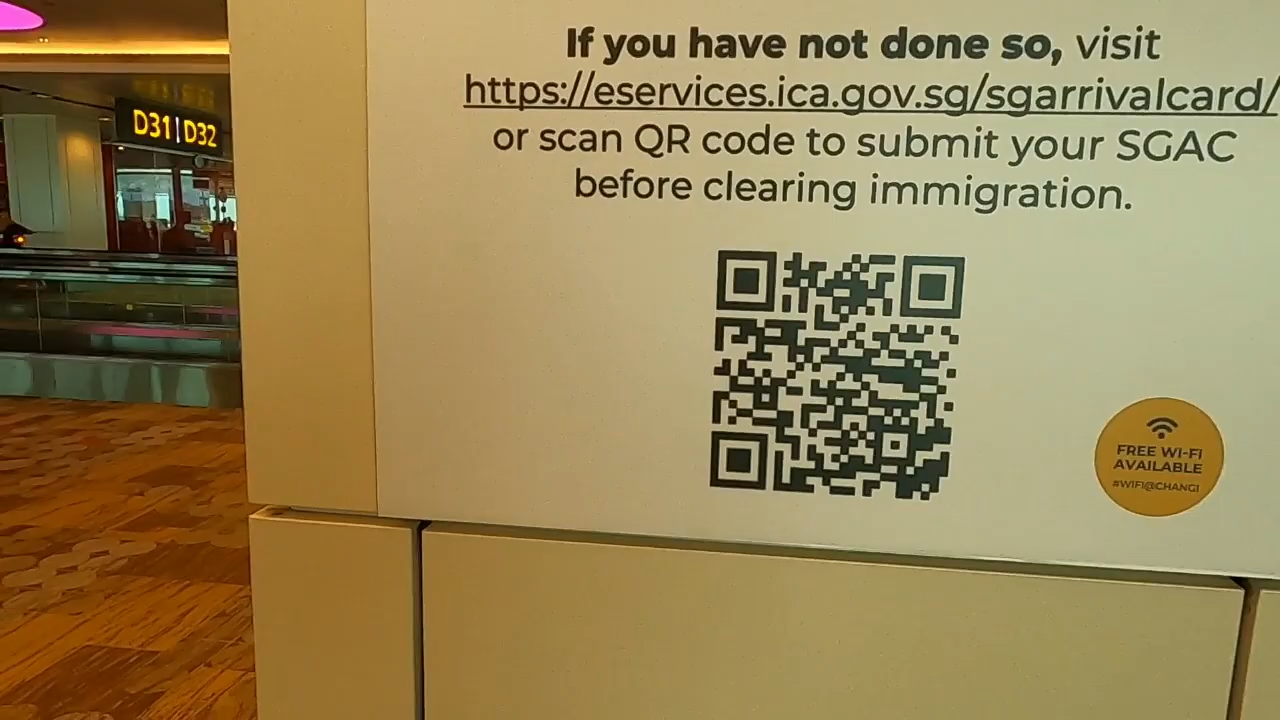 D31 | D32
If you have not done so, visit
https://eservices.ica.gov.sg/sgarrivalcard/
or scan QR code to submit your SGAC
before clearing immigration.
FREE WI-FI
AVAILABLE
#WIFI@CHANGI